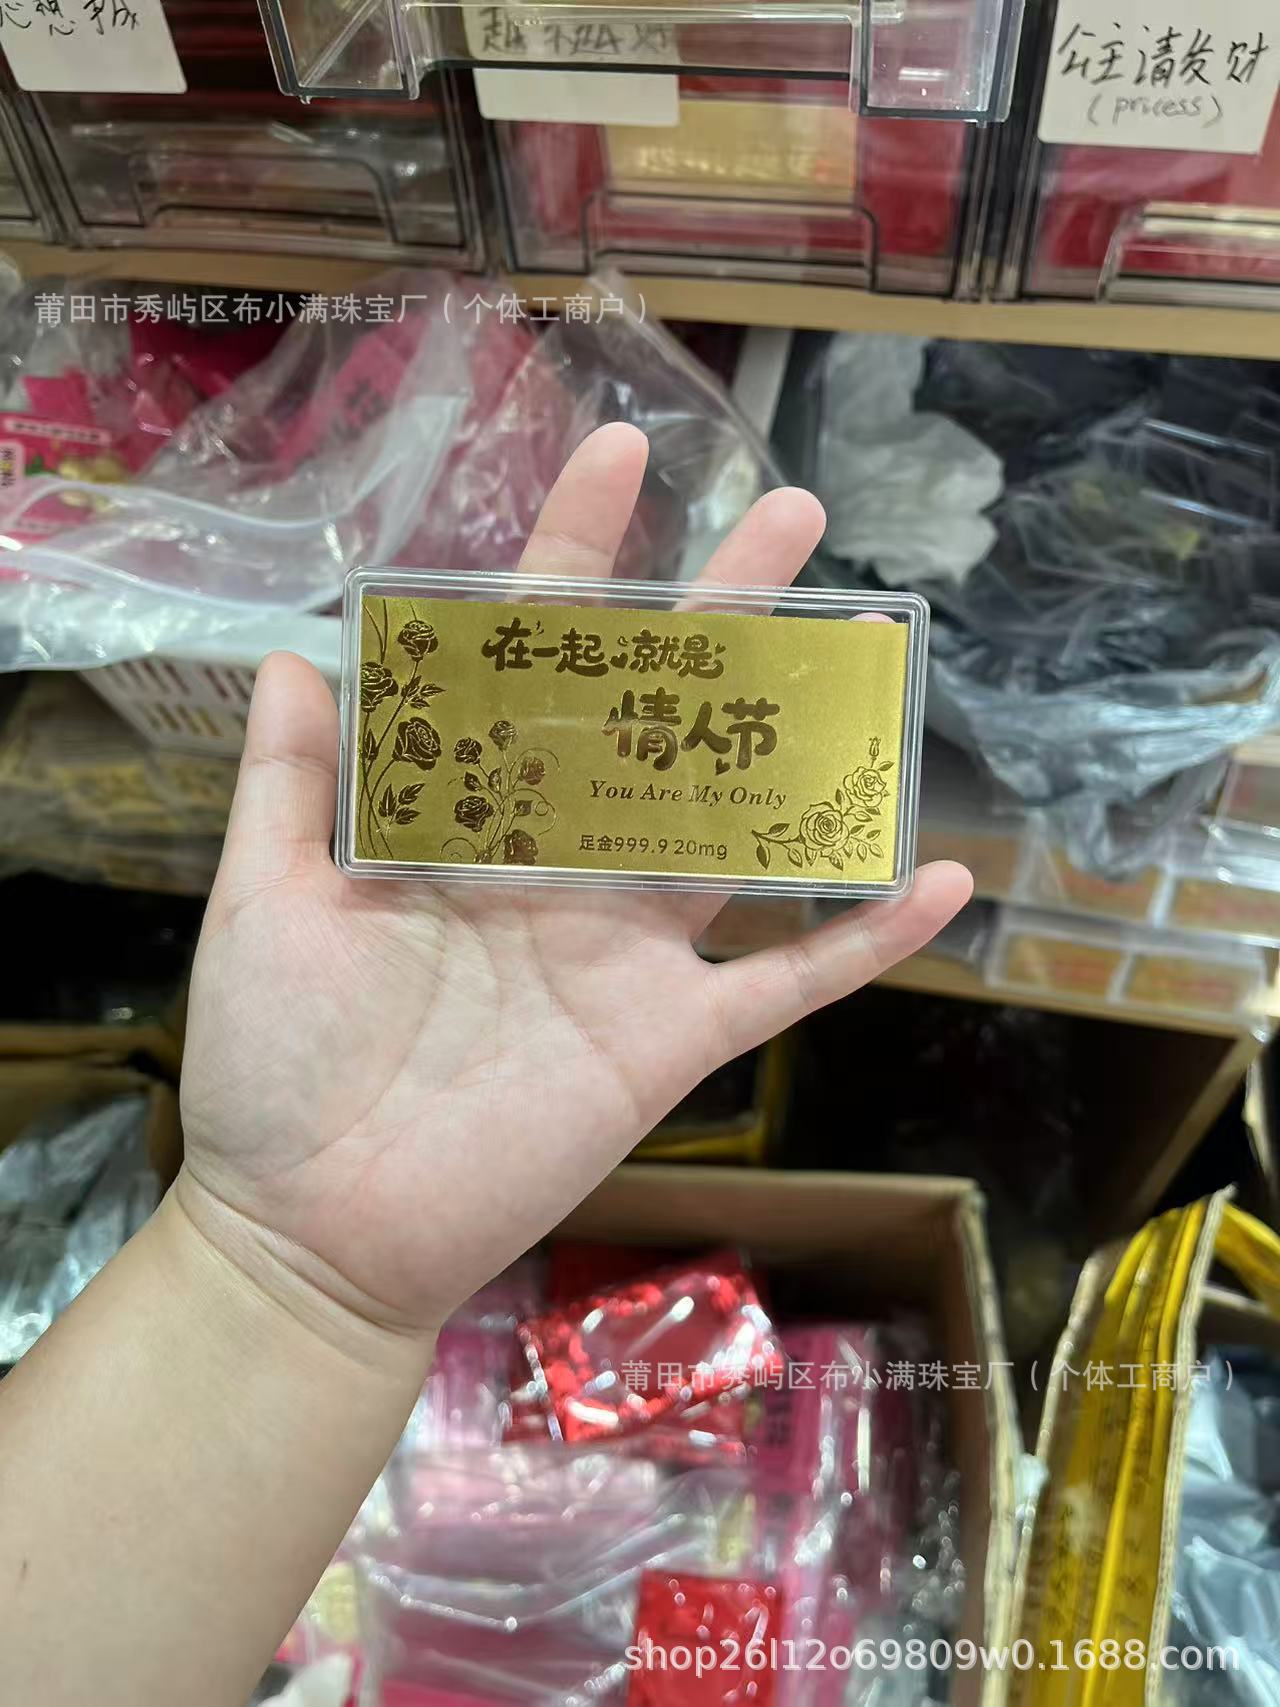 公主请发财
(pricess)
莆田市秀屿区布小满珠宝厂（个体工商户）
在一起 就是
情人节
You Are My Only
足金999.9 20mg
莆田市秀屿区布小满珠宝厂（个体工商户）
shop26l12o69809w0.1688.com